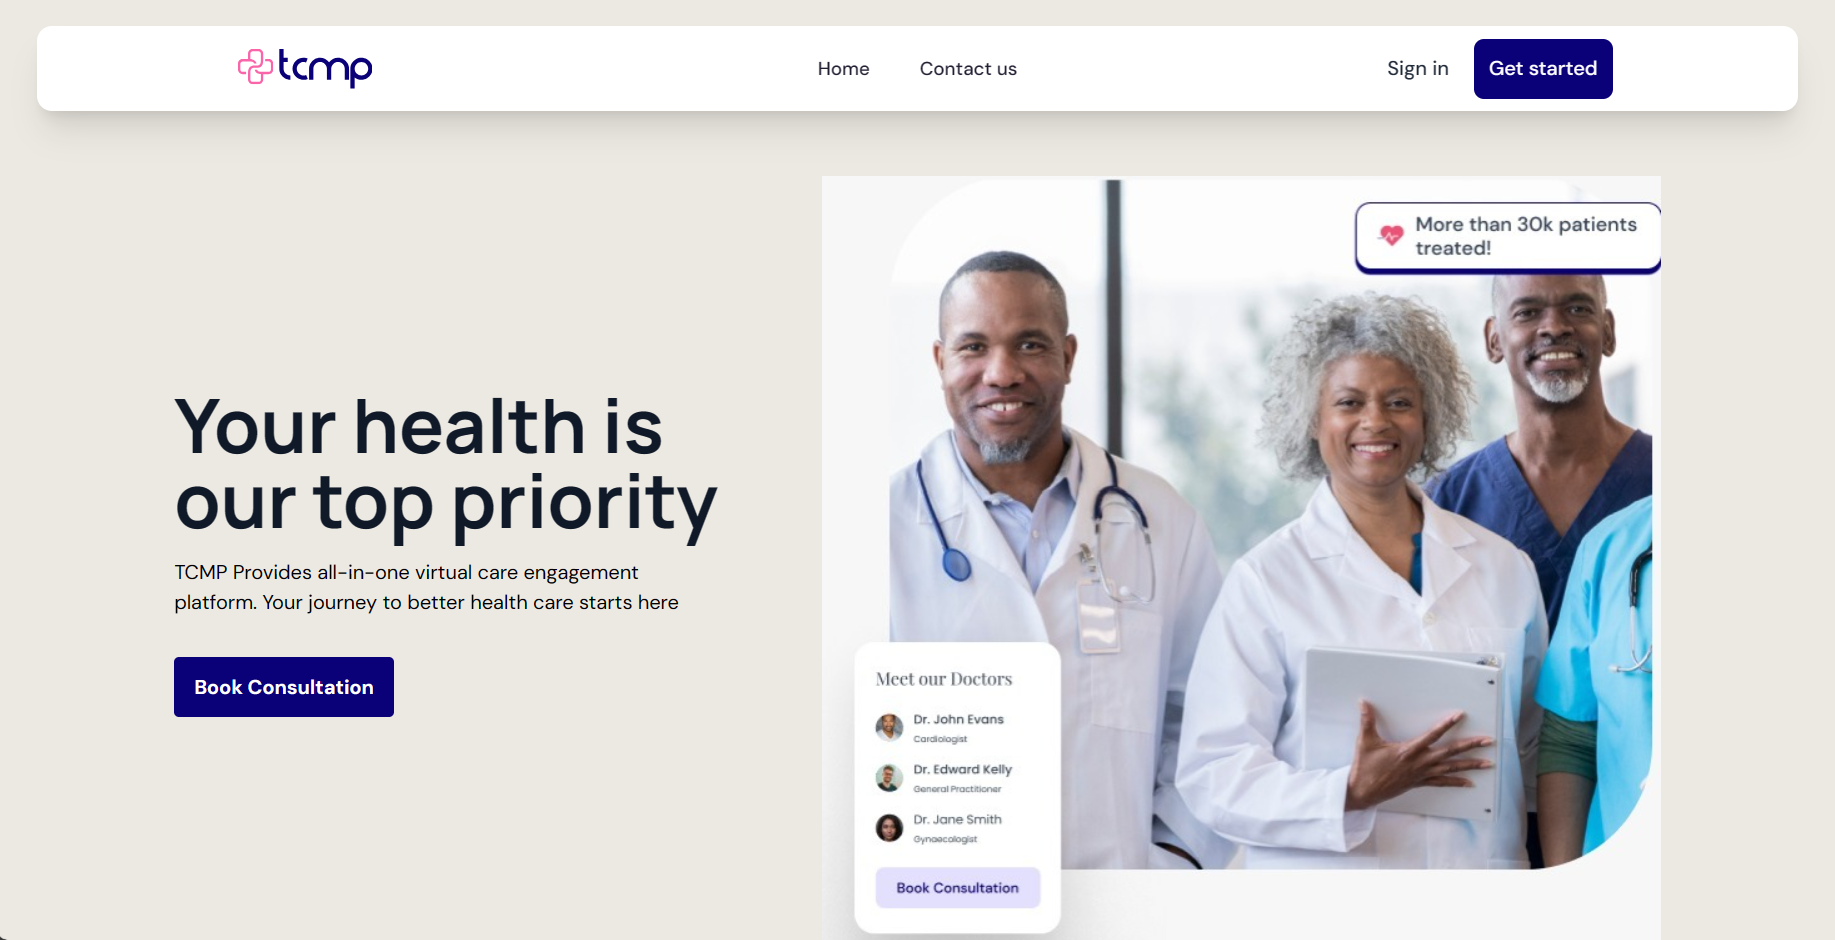 tcmp
Home
Contact us
Sign in
Get started
More than 30k patients
treated!
Your health is
our top priority
TCMP Provides all-in-one virtual care engagement
platform. Your journey to better health care starts here
Book Consultation
Meet our Doctors
Dr. John Evans
Cardiologist
Dr. Edward Kelly
General Practitioner
Dr. Jane Smith
Gynaecologist
Book Consultation